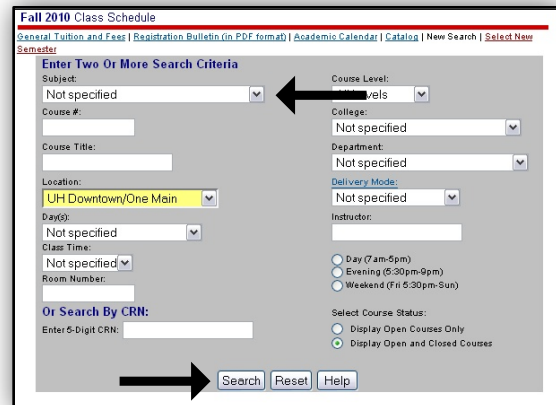 Fall 2010 Class Schedule
General Tuition and Fees | Registration Bulletin (in PDF format) | Academic Calendar | Catalog | New Search | Select New
Semester
Enter Two Or More Search Criteria
Subject:
Not specified
Course Level:
Course #:
College:
Not specified
Course Title:
Department:
Not specified
Location:
UH Downtown/One Main
Delivery Mode:
Not specified
Day(s):
Not specified
Instructor:
Class Time:
Not specified
Day (7am-5pm)
Evening (5:30pm-9pm)
Weekend (Fri 5:30pm-Sun)
Room Number:
Or Search By CRN:
Enter 5-Digit CRN:
Select Course Status:
Display Open Courses Only
Display Open and Closed Courses
Search Reset Help